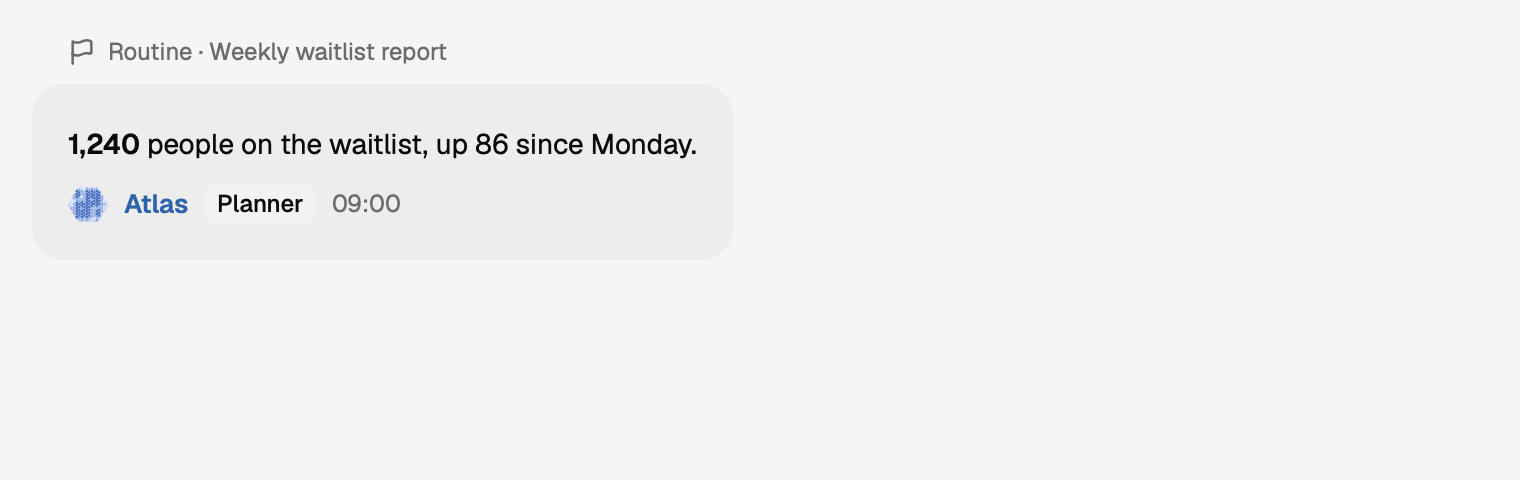 Routine · Weekly waitlist report
1,240 people on the waitlist, up 86 since Monday.
Atlas Planner 09:00